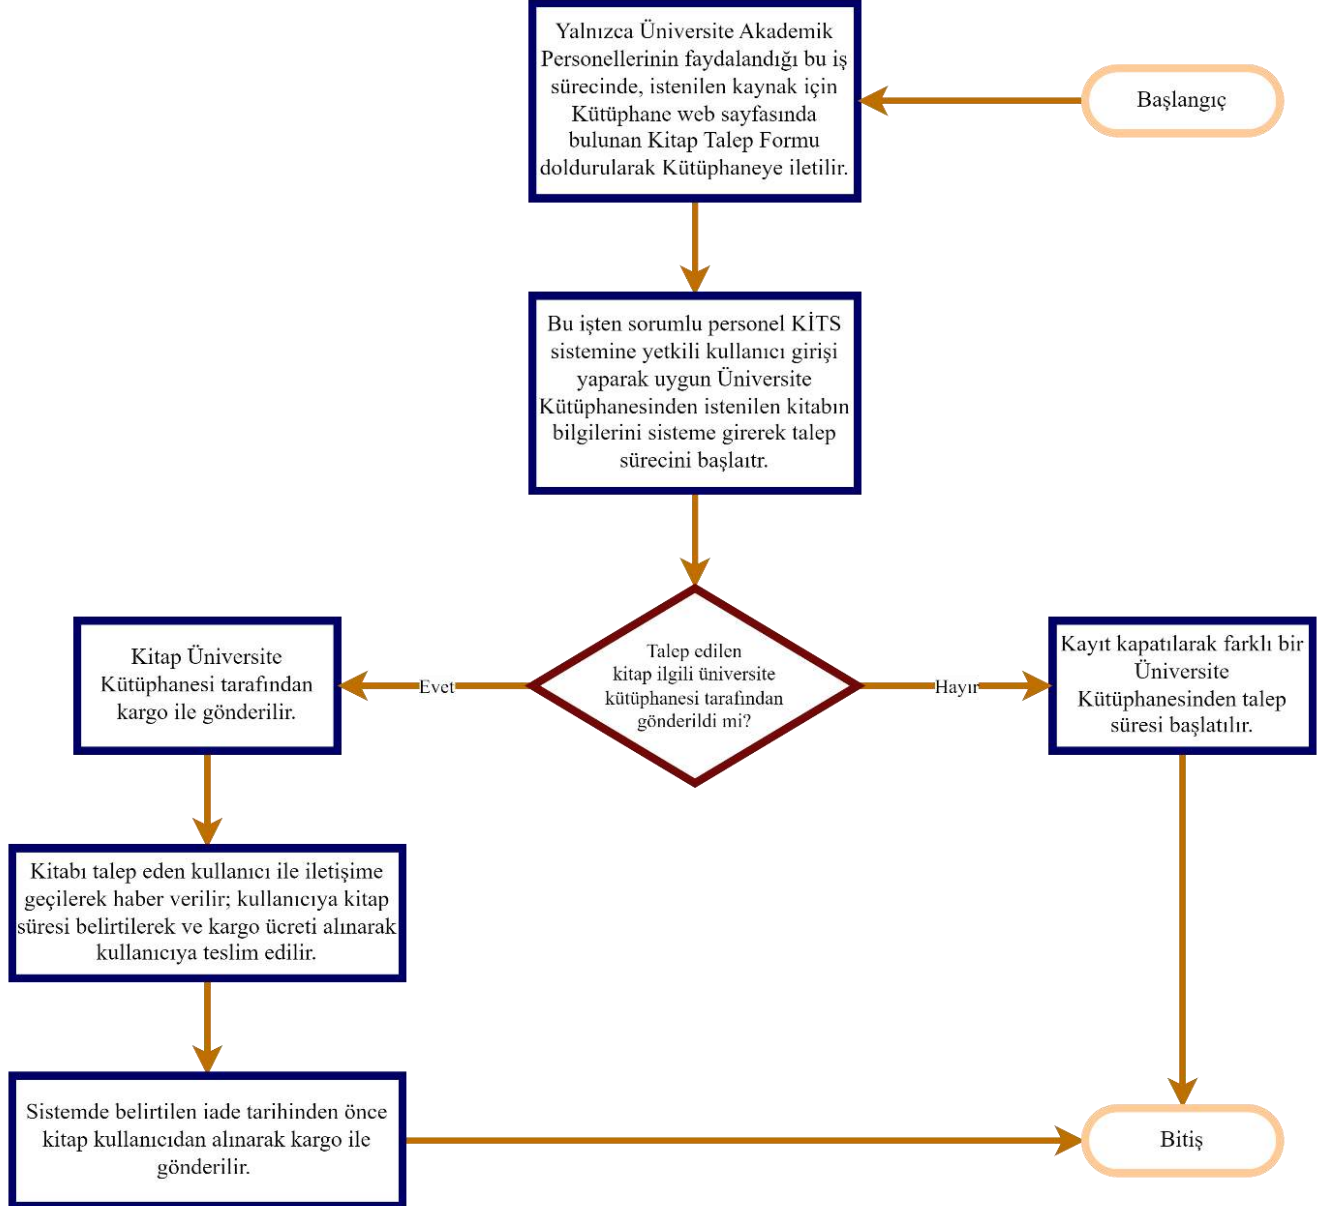 Yalnızca Üniversite Akademik
Personellerinin faydalandığı bu iş
sürecinde, istenilen kaynak için
Kütüphane web sayfasında
bulunan Kitap Talep Formu
doldurularak Kütüphaneye iletilir.
Başlangıç
Bu işten sorumlu personel KİTS
sistemine yetkili kullanıcı girişi
yaparak uygun Üniversite
Kütüphanesinden istenilen kitabın
bilgilerini sisteme girerek talep
sürecini başlaıtr.
Talep edilen
kitap ilgili üniversite
kütüphanesi tarafından
gönderildi mi?
Evet
Hayır
Kitap Üniversite
Kütüphanesi tarafından
kargo ile gönderilir.
Kayıt kapatılarak farklı bir
Üniversite
Kütüphanesinden talep
süresi başlatılır.
Kitabı talep eden kullanıcı ile iletişime
geçilerek haber verilir; kullanıcıya kitap
süresi belirtilerek ve kargo ücreti alınarak
kullanıcıya teslim edilir.
Sistemde belirtilen iade tarihinden önce
kitap kullanıcıdan alınarak kargo ile
gönderilir.
Bitiş